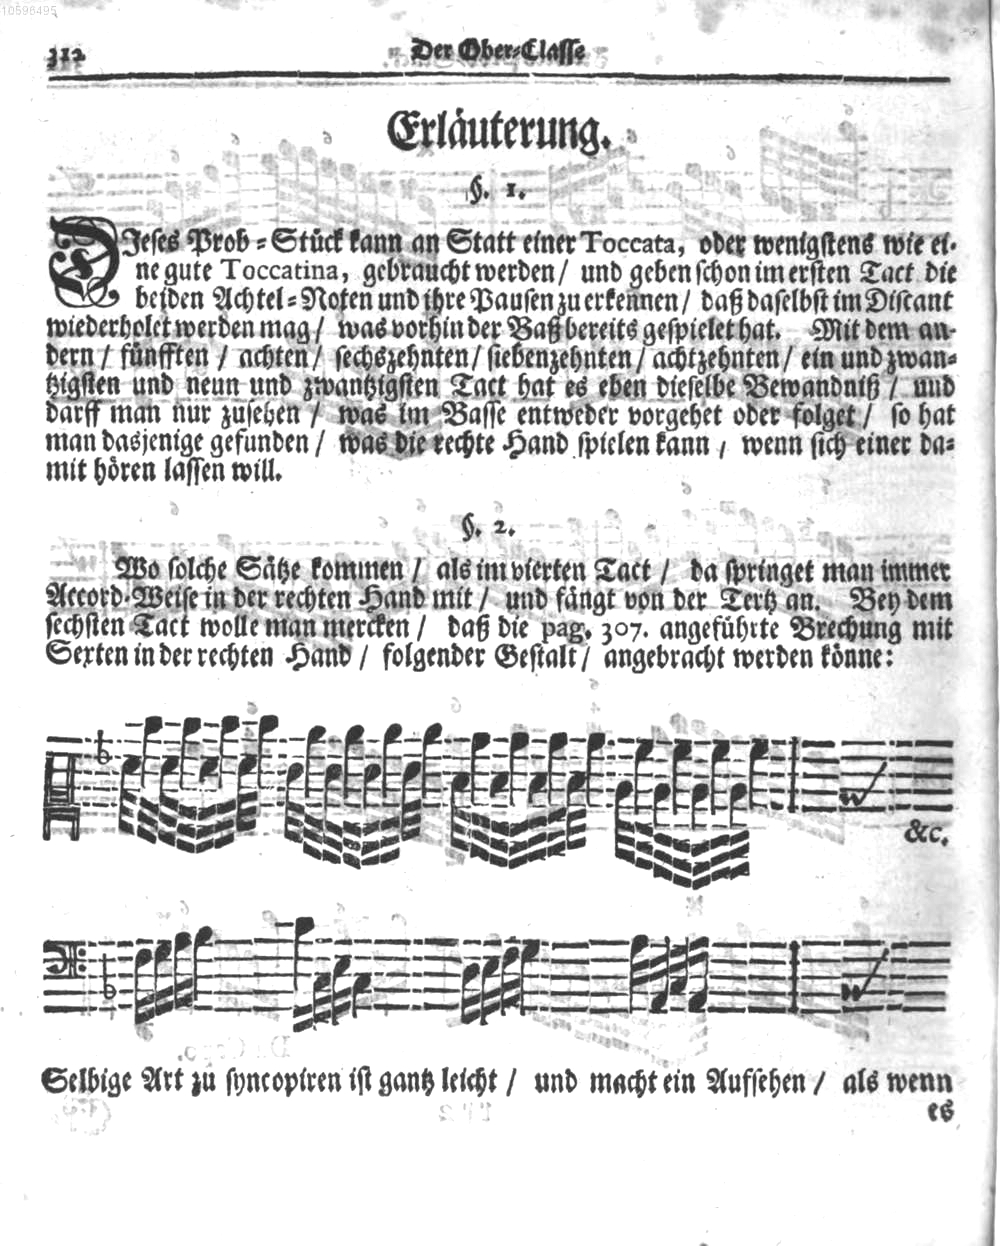 10596495
312
Der Ober-Classe
Erläuterung.
§. 1.
DIeses Prob-Stück kann an Statt einer Toccata, oder wenigstens wie ei-
ne gute Toccatina, gebraucht werden/ und geben schon im ersten Tact die
beiden Achtel-Noten und ihre Pausen zu erkennen/ daß daselbst im Discant
wiederholet werden mag/ was vorhin der Baß bereits gespielet hat. Mit dem an-
dern/ fünfften/ achten/ sechszehnten/ siebenzehnten/ achtzehnten/ ein und zwan-
tzigsten und neun und zwantzigsten Tact hat es eben dieselbe Bewandniß/ und
darff man nur zusehen/ was im Basse entweder vorgehet oder folget/ so hat
man dasjenige gefunden/ was die rechte Hand spielen kann/ wenn sich einer da-
mit hören lassen will.
§. 2.
Wo solche Sätze kommen/ als im vierten Tact/ da springet man immer
Accord-Weise in der rechten Hand mit/ und fängt von der Tertz an. Bey dem
sechsten Tact wolle man mercken/ daß die pag. 307. angeführte Brechung mit
Sexten in der rechten Hand/ folgender Gestalt/ angebracht werden könne:
&c.
Selbige Art zu syncopiren ist gantz leicht/ und macht ein Aufsehen/ als wenn
es